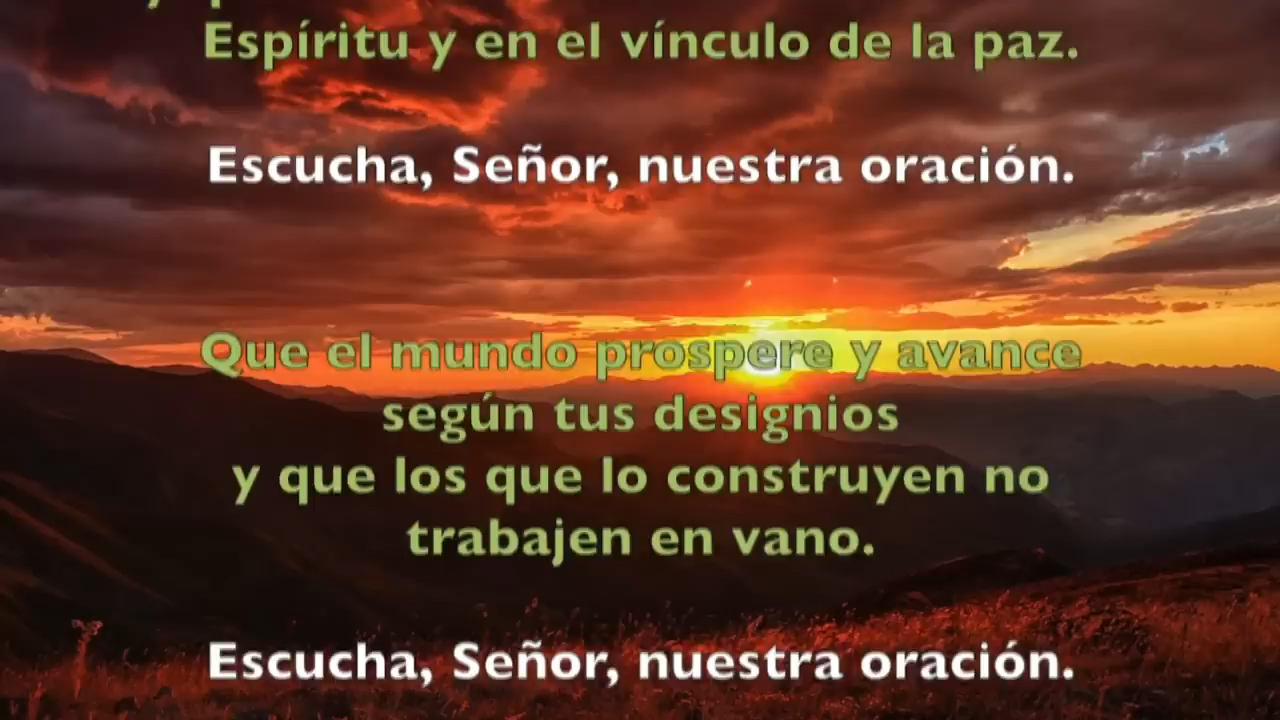 Espíritu y en el vínculo de la paz.
Escucha, Señor, nuestra oración.
Que el mundo prospere y avance
según tus designios
y que los que lo construyen no
trabajen en vano.
Escucha, Señor, nuestra oración.